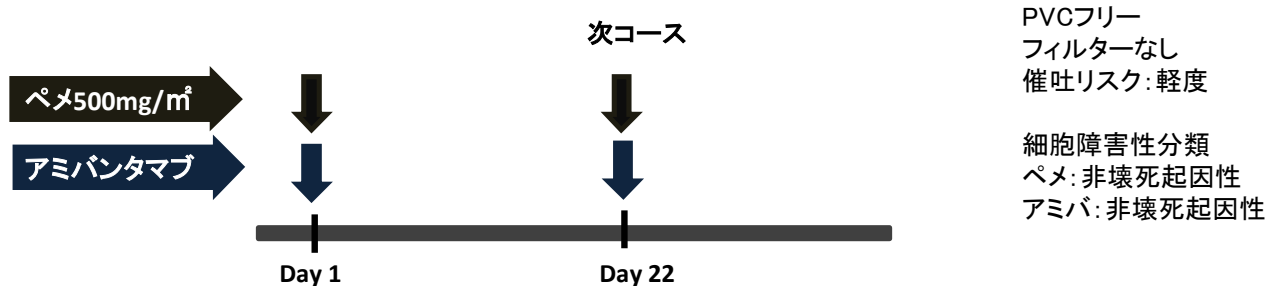 次コース
ペメ500mg/㎡
アミバンタマブ
Day 1
Day 22
PVCフリー
フィルターなし
催吐リスク:軽度
細胞障害性分類
ペメ:非壊死起因性
アミバ:非壊死起因性